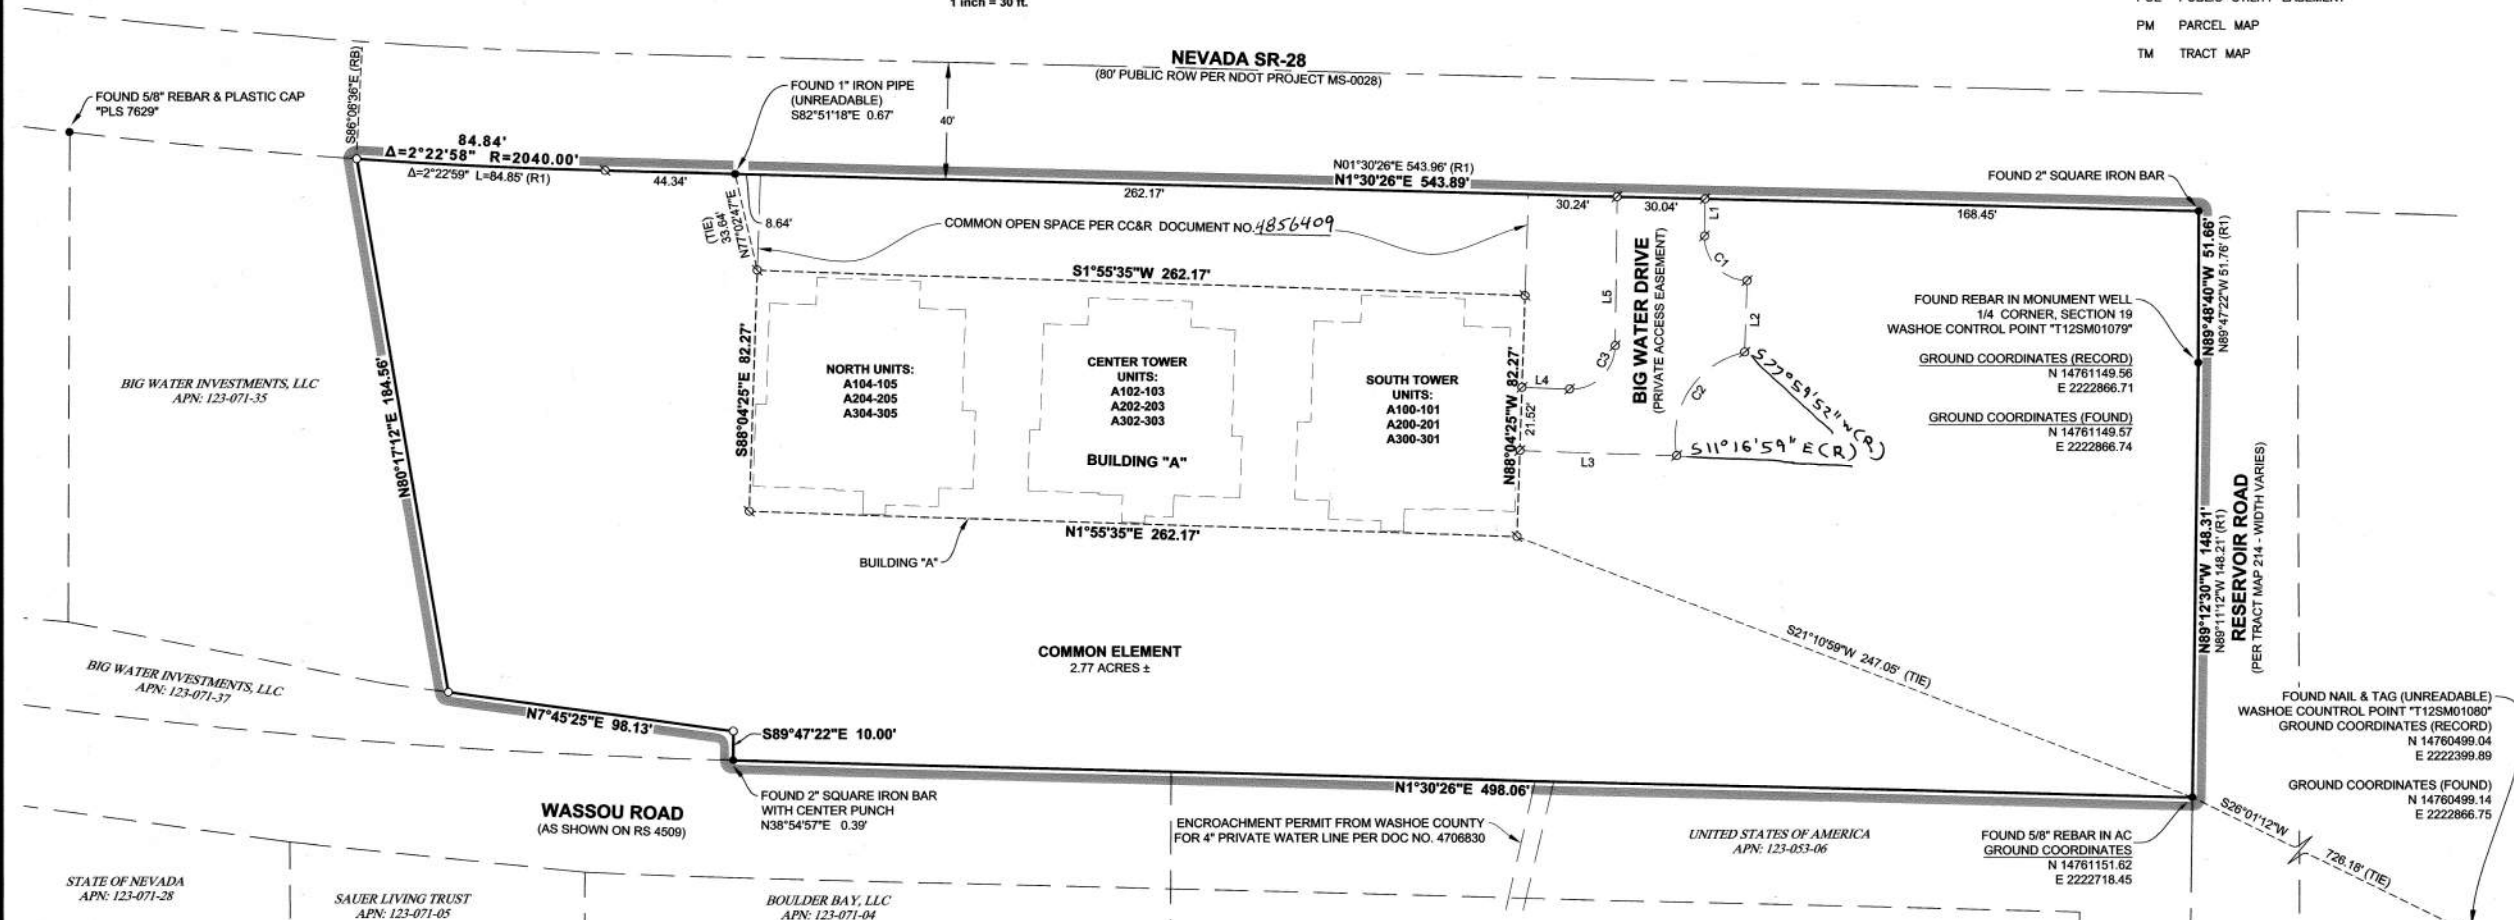 1 inch = 30 ft.
PM PARCEL MAP
TM TRACT MAP
NEVADA SR-28
(80' PUBLIC ROW PER NDOT PROJECT MS-0028)
S86°06'36"E (RB)
FOUND 5/8" REBAR & PLASTIC CAP
"PLS 7629"
FOUND 1" IRON PIPE
(UNREADABLE)
S82°51'18"E 0.67'
40'
84.84'
Δ=2°22'58" R=2040.00'
Δ=2°22'59" L=84.85' (R1)
44.34'
N01°30'26"E 543.96' (R1)
N1°30'26"E 543.89'
262.17'
30.24'
30.04'
168.45'
FOUND 2" SQUARE IRON BAR
(TIE)
33.64'
N77°02'47"E
8.64'
COMMON OPEN SPACE PER CC&R DOCUMENT NO. 4856409
L1
C1
L2
C2
L5
C3
L4
L3
BIG WATER DRIVE
(PRIVATE ACCESS EASEMENT)
S77°59'52"W (R)
S11°16'59"E (R)
N89°48'40"W 51.66'
N89°47'22"W 51.76' (R1)
FOUND REBAR IN MONUMENT WELL
1/4 CORNER, SECTION 19
WASHOE CONTROL POINT "T12SM01079"
GROUND COORDINATES (RECORD)
N 14761149.56
E 2222866.71
GROUND COORDINATES (FOUND)
N 14761149.57
E 2222866.74
S1°55'35"W 262.17'
S88°04'25"E 82.27'
N88°04'25"W 82.27'
21.52'
NORTH UNITS:
A104-105
A204-205
A304-305
CENTER TOWER
UNITS:
A102-103
A202-203
A302-303
BUILDING "A"
SOUTH TOWER
UNITS:
A100-101
A200-201
A300-301
N1°55'35"E 262.17'
BUILDING "A"
N80°17'12"E 184.56'
BIG WATER INVESTMENTS, LLC
APN: 123-071-35
BIG WATER INVESTMENTS, LLC
APN: 123-071-37
COMMON ELEMENT
2.77 ACRES ±
S21°10'59"W 247.05' (TIE)
N89°12'30"W 148.31'
N89°11'12"W 148.21' (R1)
RESERVOIR ROAD
(PER TRACT MAP 214 - WIDTH VARIES)
FOUND NAIL & TAG (UNREADABLE)
WASHOE COUNTROL POINT "T12SM01080"
GROUND COORDINATES (RECORD)
N 14760499.04
E 2222399.89
GROUND COORDINATES (FOUND)
N 14760499.14
E 2222866.75
N7°45'25"E 98.13'
S89°47'22"E 10.00'
N1°30'26"E 498.06'
WASSOU ROAD
(AS SHOWN ON RS 4509)
FOUND 2" SQUARE IRON BAR
WITH CENTER PUNCH
N38°54'57"E 0.39'
ENCROACHMENT PERMIT FROM WASHOE COUNTY
FOR 4" PRIVATE WATER LINE PER DOC NO. 4706830
UNITED STATES OF AMERICA
APN: 123-053-06
FOUND 5/8" REBAR IN AC
GROUND COORDINATES
N 14761151.62
E 2222718.45
S26°01'12"W
726.18' (TIE)
STATE OF NEVADA
APN: 123-071-28
SAUER LIVING TRUST
APN: 123-071-05
BOULDER BAY, LLC
APN: 123-071-04